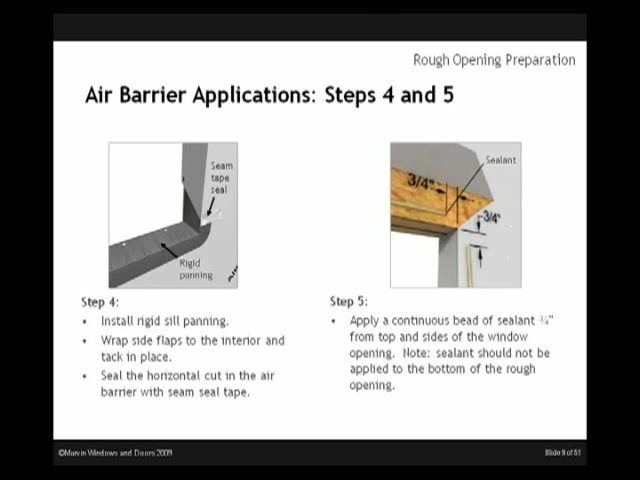 Rough Opening Preparation
Air Barrier Applications: Steps 4 and 5
Seam
tape
seal
Rigid
panning
Sealant
3/4"
3/4"
Step 4:
• Install rigid sill panning.
• Wrap side flaps to the interior and
tack in place.
• Seal the horizontal cut in the air
barrier with seam seal tape.
Step 5:
• Apply a continuous bead of sealant ¾"
from top and sides of the window
opening. Note: sealant should not be
applied to the bottom of the rough
opening.
©Marvin Windows and Doors 2009
Slide 8 of 51